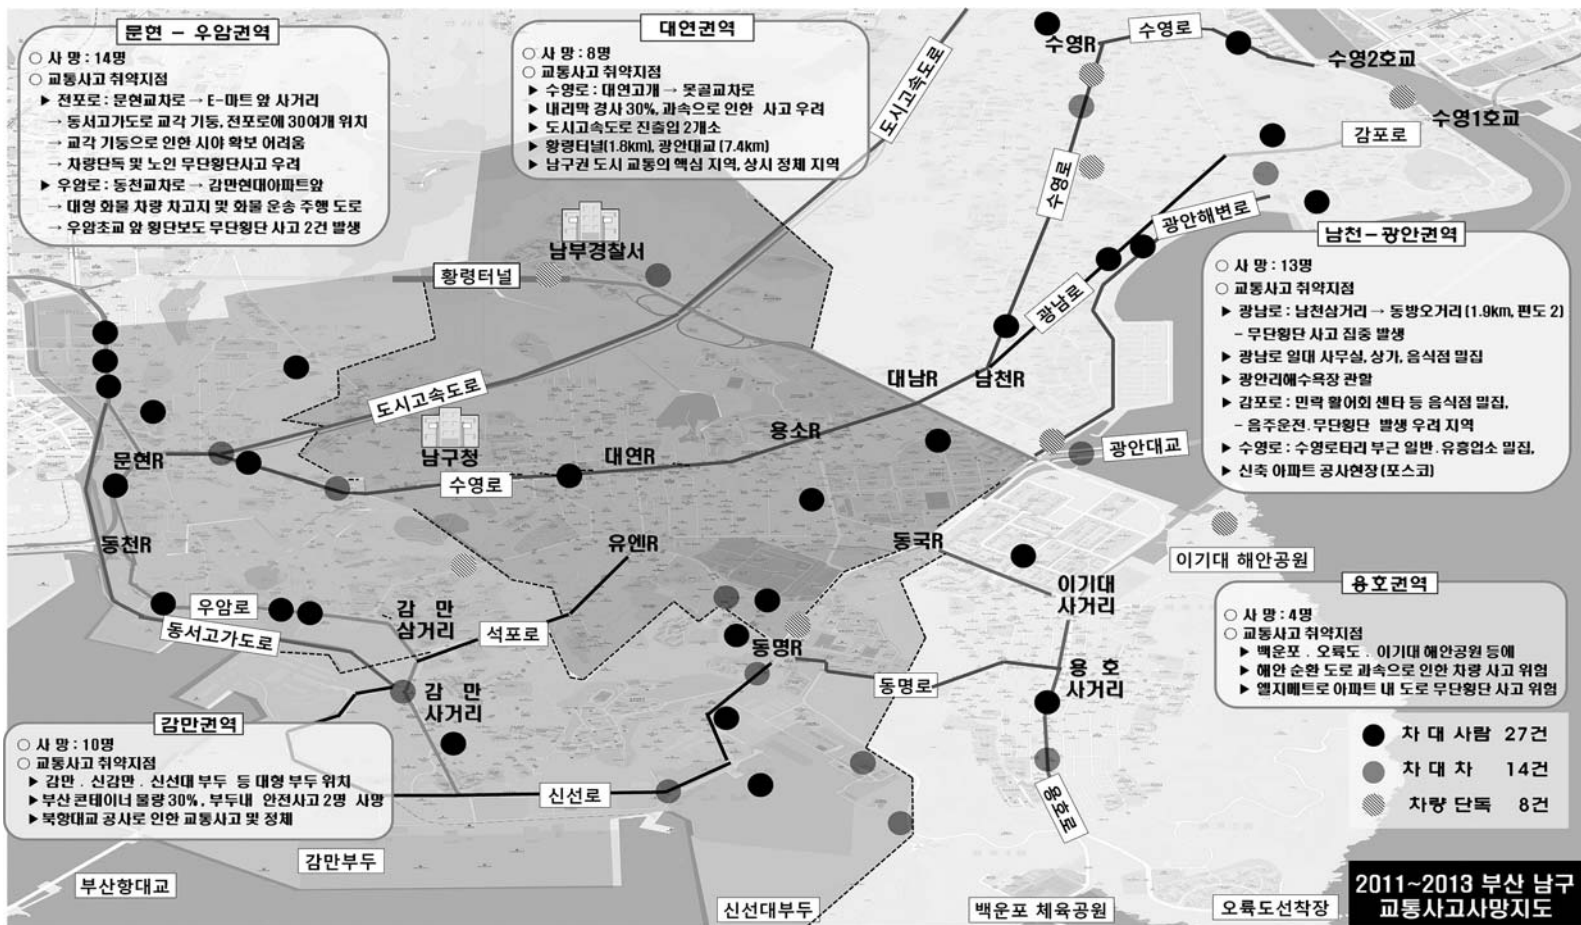 문현 – 우암권역
○ 사 망 : 14명
○ 교통사고 취약지점
▶ 전포로 : 문현교차로 → E-마트 앞 사거리
→ 동서고가도로 교각 기둥, 전포로에 30여개 위치
→ 교각 기둥으로 인한 시야 확보 어려움
→ 차량단독 및 노인 무단횡단사고 우려
▶ 우암로 : 동천교차로 → 감만현대아파트앞
→ 대형 화물 차량 차고지 및 화물 운송 주행 도로
→ 우암초교 앞 횡단보도 무단횡단 사고 2건 발생
대연권역
○ 사 망 : 8명
○ 교통사고 취약지점
▶ 수영로 : 대연고개 → 못골교차로
▶ 내리막 경사 30%, 과속으로 인한 사고 우려
▶ 도시고속도로 진출입 2개소
▶ 황령터널(1.8km), 광안대교 (7.4km)
▶ 남구권 도시 교통의 핵심 지역, 상시 정체 지역
도시고속도로
수영R
수영로
수영2호교
수영1호교
감포로
수영로
광안해변로
광남로
남천–광안권역
○ 사 망 : 13명
○ 교통사고 취약지점
▶ 광남로 : 남천삼거리 → 동방오거리 (1.9km, 편도 2)
– 무단횡단 사고 집중 발생
▶ 광남로 일대 사무실, 상가, 음식점 밀집
▶ 광안리해수욕장 관할
▶ 감포로 : 민락 활어회 센타 등 음식점 밀집,
– 음주운전. 무단횡단 발생 우려 지역
▶ 수영로 : 수영로타리 부근 일반. 유흥업소 밀집,
▶ 신축 아파트 공사현장 (포스코)
남부경찰서
황령터널
도시고속도로
대남R
남천R
남구청
용소R
대연R
문현R
수영로
광안대교
동천R
유엔R
동국R
이기대 해안공원
이기대
사거리
우암로
감 만
삼거리
석포로
동서고가도로
동명R
동명로
용 호
사거리
감 만
사거리
용호권역
○ 사 망 : 4명
○ 교통사고 취약지점
▶ 백운포 . 오륙도 . 이기대 해안공원 등에
▶ 해안 순환 도로 과속으로 인한 차량 사고 위험
▶ 엘지메트로 아파트 내 도로 무단횡단 사고 위험
감만권역
○ 사 망 : 10명
○ 교통사고 취약지점
▶ 감만 . 신감만 . 신선대 부두 등 대형 부두 위치
▶ 부산 콘테이너 물량 30% , 부두내 안전사고 2명 사망
▶ 북항대교 공사로 인한 교통사고 및 정체
신선로
용호로
차 대 사람 27건
차 대 차 14건
차량 단독 8건
감만부두
부산항대교
신선대부두
백운포 체육공원
오륙도선착장
2011~2013 부산 남구
교통사고사망지도